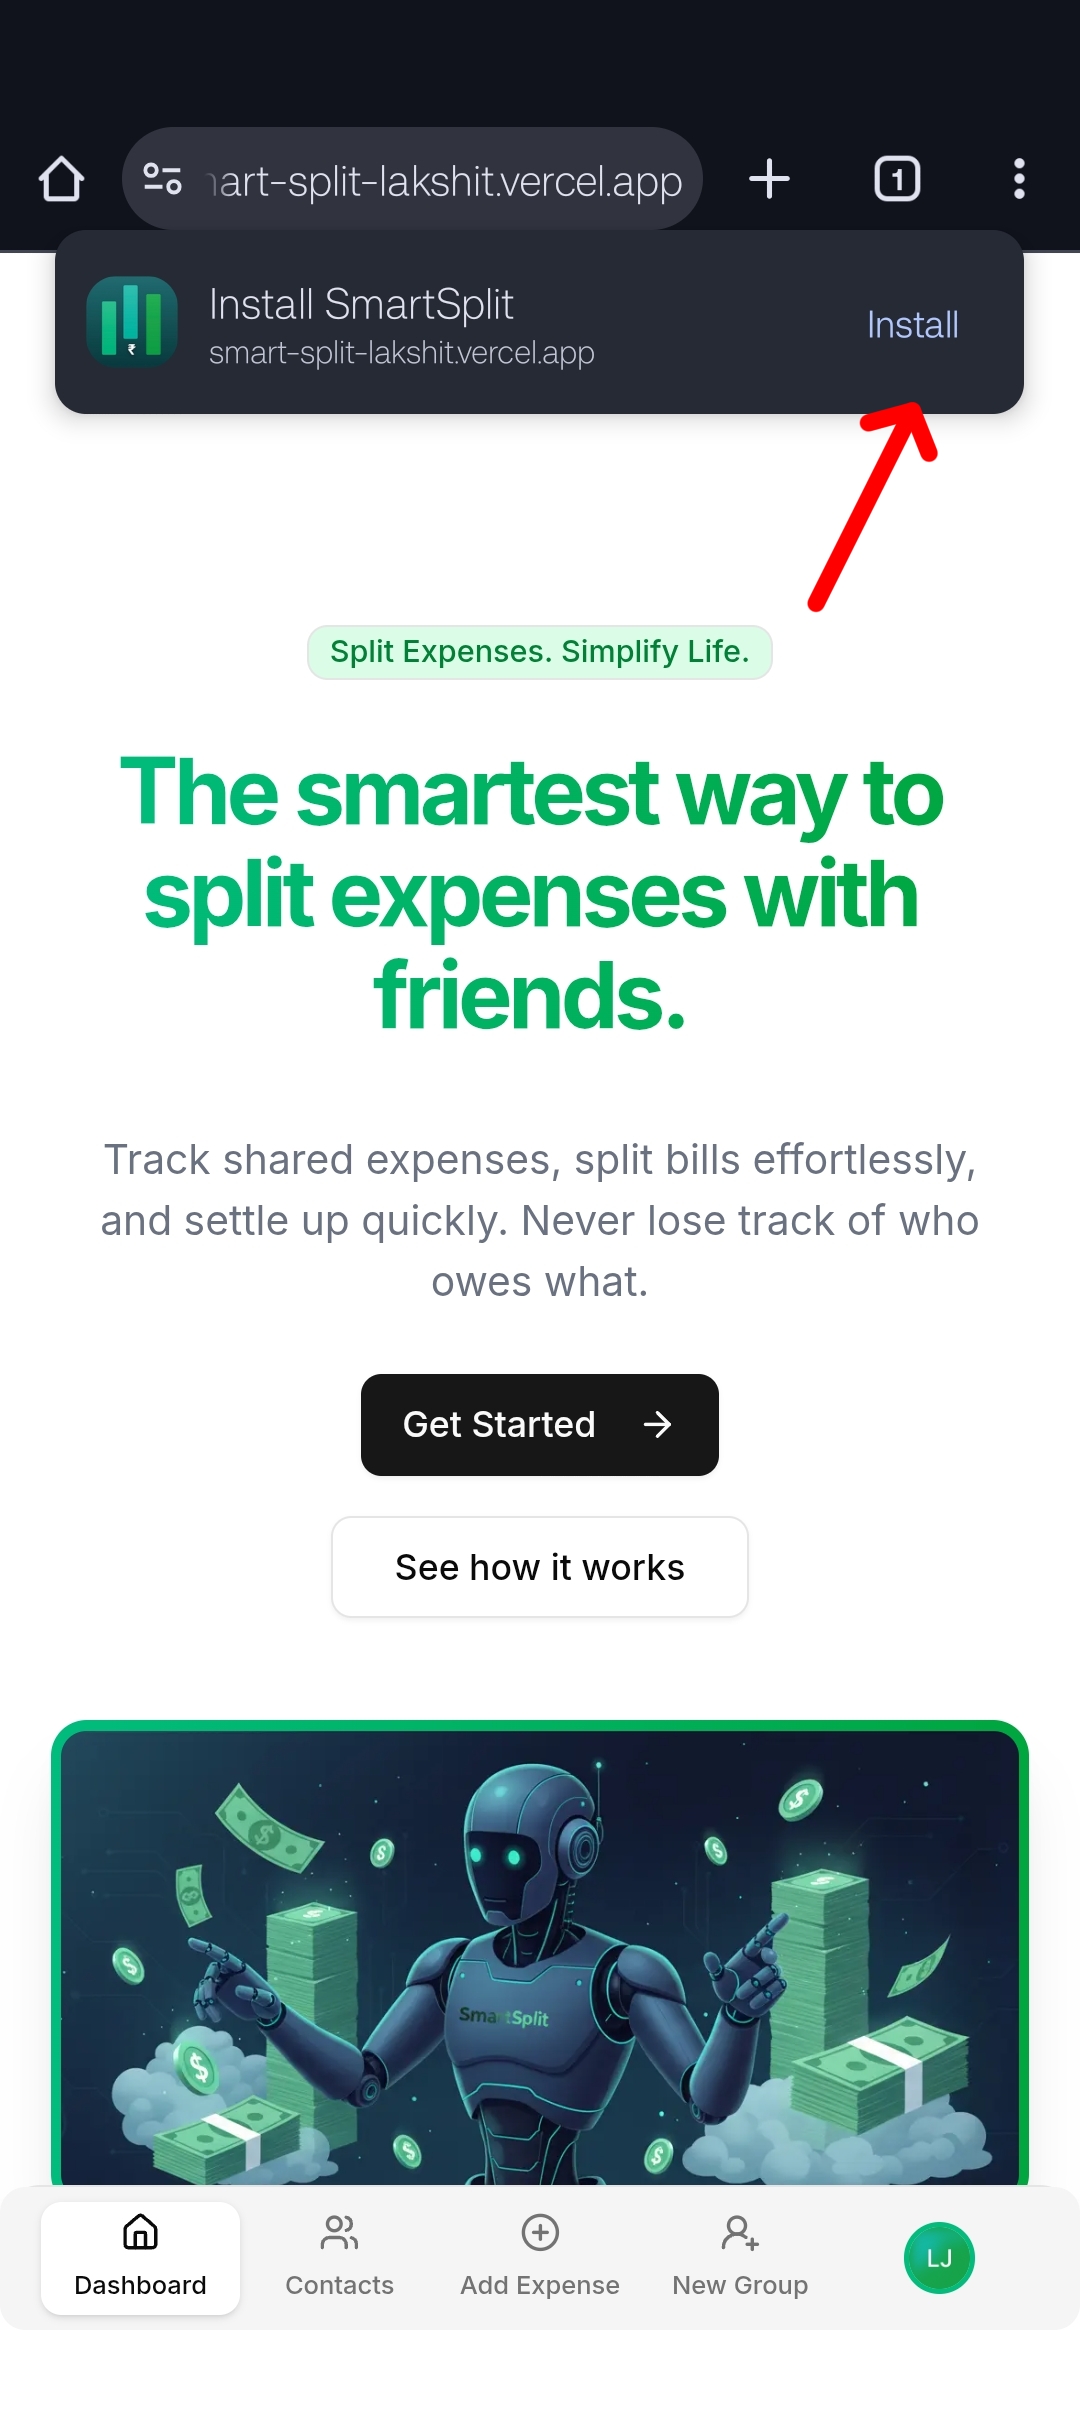 art-split-lakshit.vercel.app
1
Install SmartSplit
smart-split-lakshit.vercel.app
Install
₹
Split Expenses. Simplify Life.
The smartest way to
split expenses with
friends.
Track shared expenses, split bills effortlessly,
and settle up quickly. Never lose track of who
owes what.
Get Started
See how it works
SmartSplit
Dashboard
Contacts
Add Expense
New Group
LJ